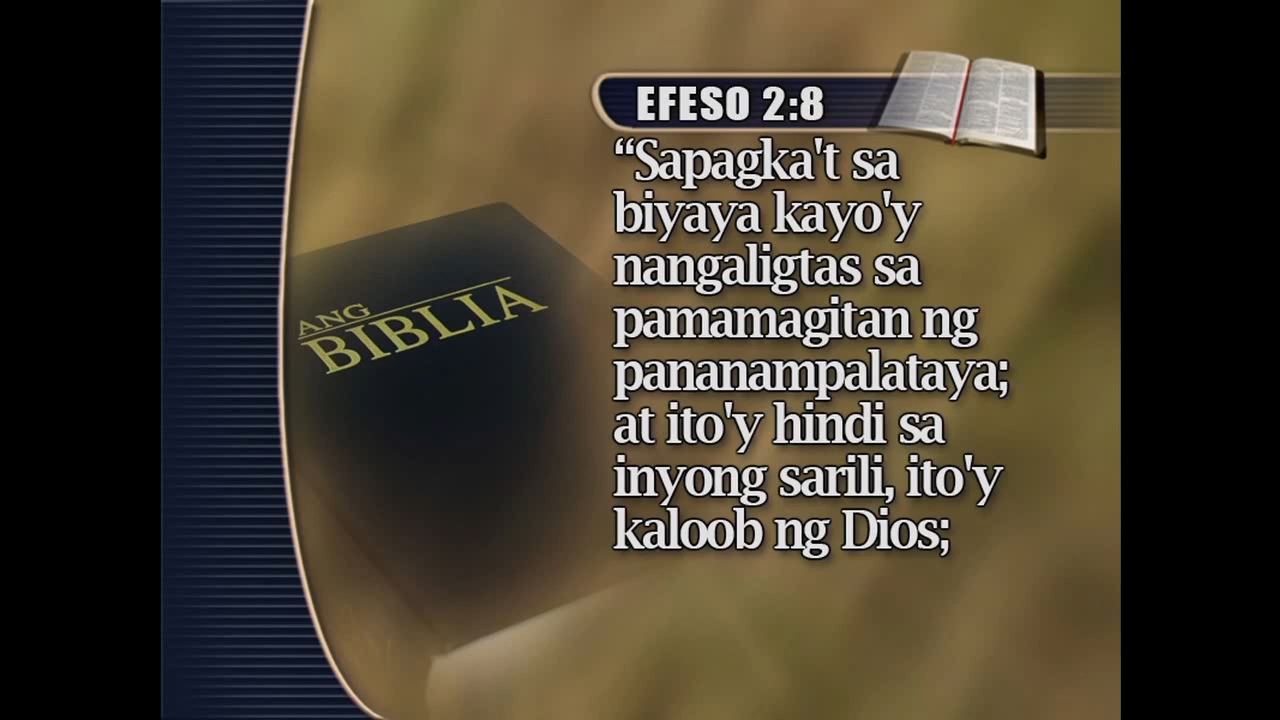 EFESO 2:8
“Sapagka't sa
biyaya kayo'y
nangaligtas sa
pamamagitan ng
pananampalataya;
at ito'y hindi sa
inyong sarili, ito'y
kaloob ng Dios;
ANG
BIBLIA